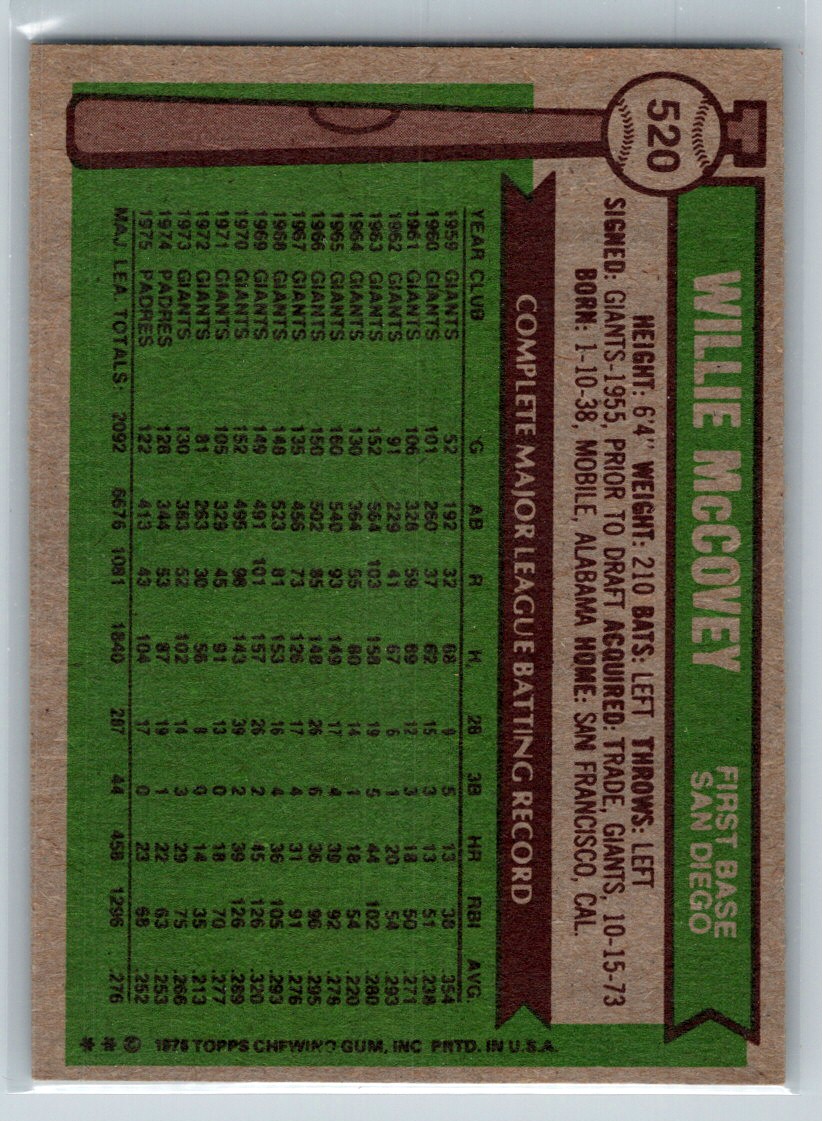 520
WILLIE McCOVEY
FIRST BASE
SAN DIEGO
HEIGHT: 6'4" WEIGHT: 210 BATS: LEFT THROWS: LEFT
SIGNED: GIANTS-1955, PRIOR TO DRAFT ACQUIRED: TRADE, GIANTS, 10-15-73
BORN: 1-10-38, MOBILE, ALABAMA HOME: SAN FRANCISCO, CAL.
COMPLETE MAJOR LEAGUE BATTING RECORD
YEAR CLUB G AB R H 2B 3B HR RBI AVG.
1959 GIANTS 52 192 32 68 9 5 13 38 .354
1960 GIANTS 101 260 37 62 15 3 13 51 .238
1961 GIANTS 106 328 59 89 12 3 18 50 .271
1962 GIANTS 91 229 41 67 6 1 20 54 .293
1963 GIANTS 152 564 103 158 19 5 44 102 .280
1964 GIANTS 130 364 55 80 14 1 18 54 .220
1965 GIANTS 160 540 93 149 17 4 39 92 .276
1966 GIANTS 150 502 85 148 26 6 36 96 .295
1967 GIANTS 135 456 73 126 17 4 31 91 .276
1968 GIANTS 148 523 81 153 16 4 36 105 .293
1969 GIANTS 149 491 101 157 26 2 45 126 .320
1970 GIANTS 152 495 98 143 39 2 39 126 .289
1971 GIANTS 105 329 45 91 13 0 18 70 .277
1972 GIANTS 81 263 30 56 8 0 14 35 .213
1973 GIANTS 130 383 52 102 14 3 29 75 .266
1974 PADRES 128 344 53 87 19 1 22 63 .253
1975 PADRES 122 413 43 104 17 0 23 68 .252
MAJ. LEA. TOTALS: 2092 6676 1081 1840 287 44 458 1296 .276
* * © 1976 TOPPS CHEWING GUM, INC PRTD. IN U.S.A.